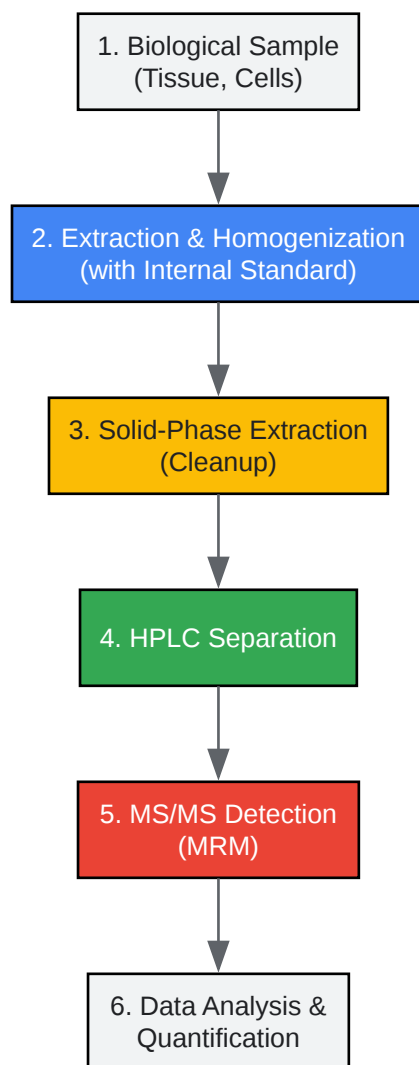 1. Biological Sample
(Tissue, Cells)
2. Extraction & Homogenization
(with Internal Standard)
3. Solid-Phase Extraction
(Cleanup)
4. HPLC Separation
5. MS/MS Detection
(MRM)
6. Data Analysis &
Quantification